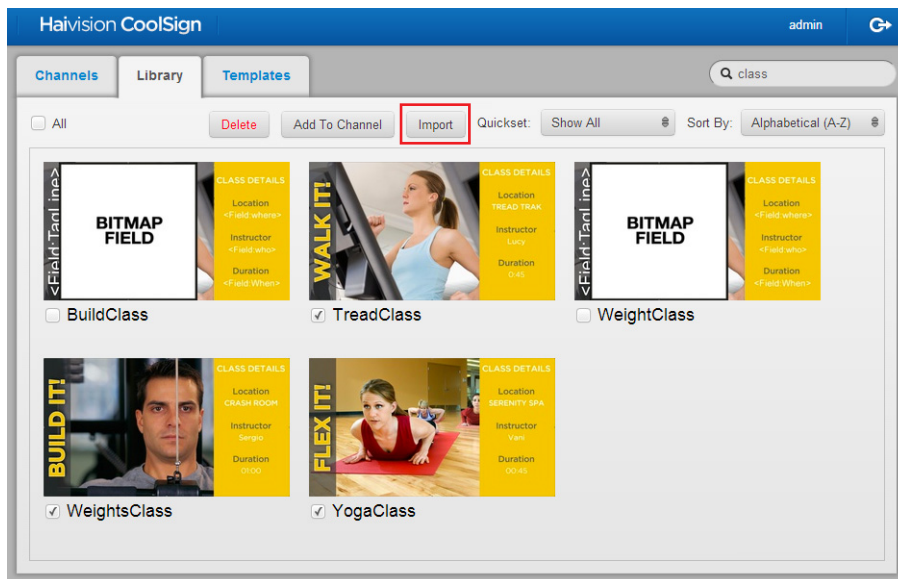 Haivision CoolSign
admin
Channels
Library
Templates
class
All
Delete
Add To Channel
Import
Quickset:
Show All
Sort By:
Alphabetical (A-Z)
<Field:TagLine>
BITMAP
FIELD
CLASS DETAILS
Location
<Field:where>
Instructor
<Field:who>
Duration
<Field:When>
BuildClass
WALK IT!
CLASS DETAILS
Location
TREAD TRAK
Instructor
Lucy
Duration
0:45
TreadClass
<Field:TagLine>
BITMAP
FIELD
CLASS DETAILS
Location
<Field:where>
Instructor
<Field:who>
Duration
<Field:When>
WeightClass
BUILD IT!
CLASS DETAILS
Location
CRASH ROOM
Instructor
Sergio
Duration
01:00
WeightsClass
FLEX IT!
CLASS DETAILS
Location
SERENITY SPA
Instructor
Vani
Duration
00:45
YogaClass